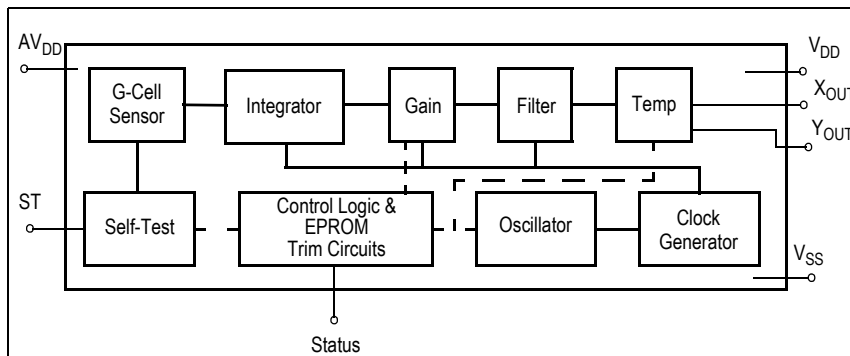 AVDD
VDD
G-Cell
Sensor
Integrator
Gain
Filter
Temp
XOUT
YOUT
ST
Self-Test
Control Logic &
EPROM
Trim Circuits
Oscillator
Clock
Generator
VSS
Status